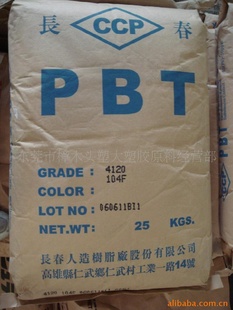 長 CCP 春
PBT
GRADE : 4120
104F
COLOR :
LOT NO : 060611BI1
NET.WT: 25 KGS.
長春人造樹脂廠股份有限公司
高雄縣仁武鄉仁武村工業一路14號
alibaba.com.cn